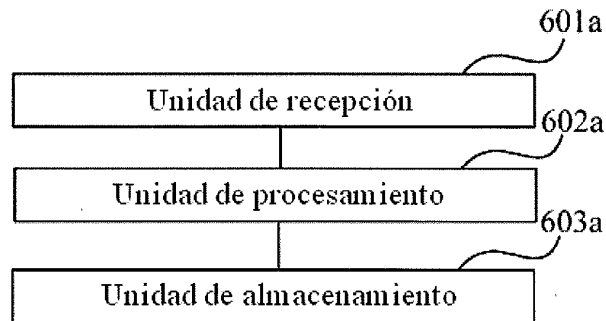 601a
Unidad de recepción
602a
Unidad de procesamiento
603a
Unidad de almacenamiento